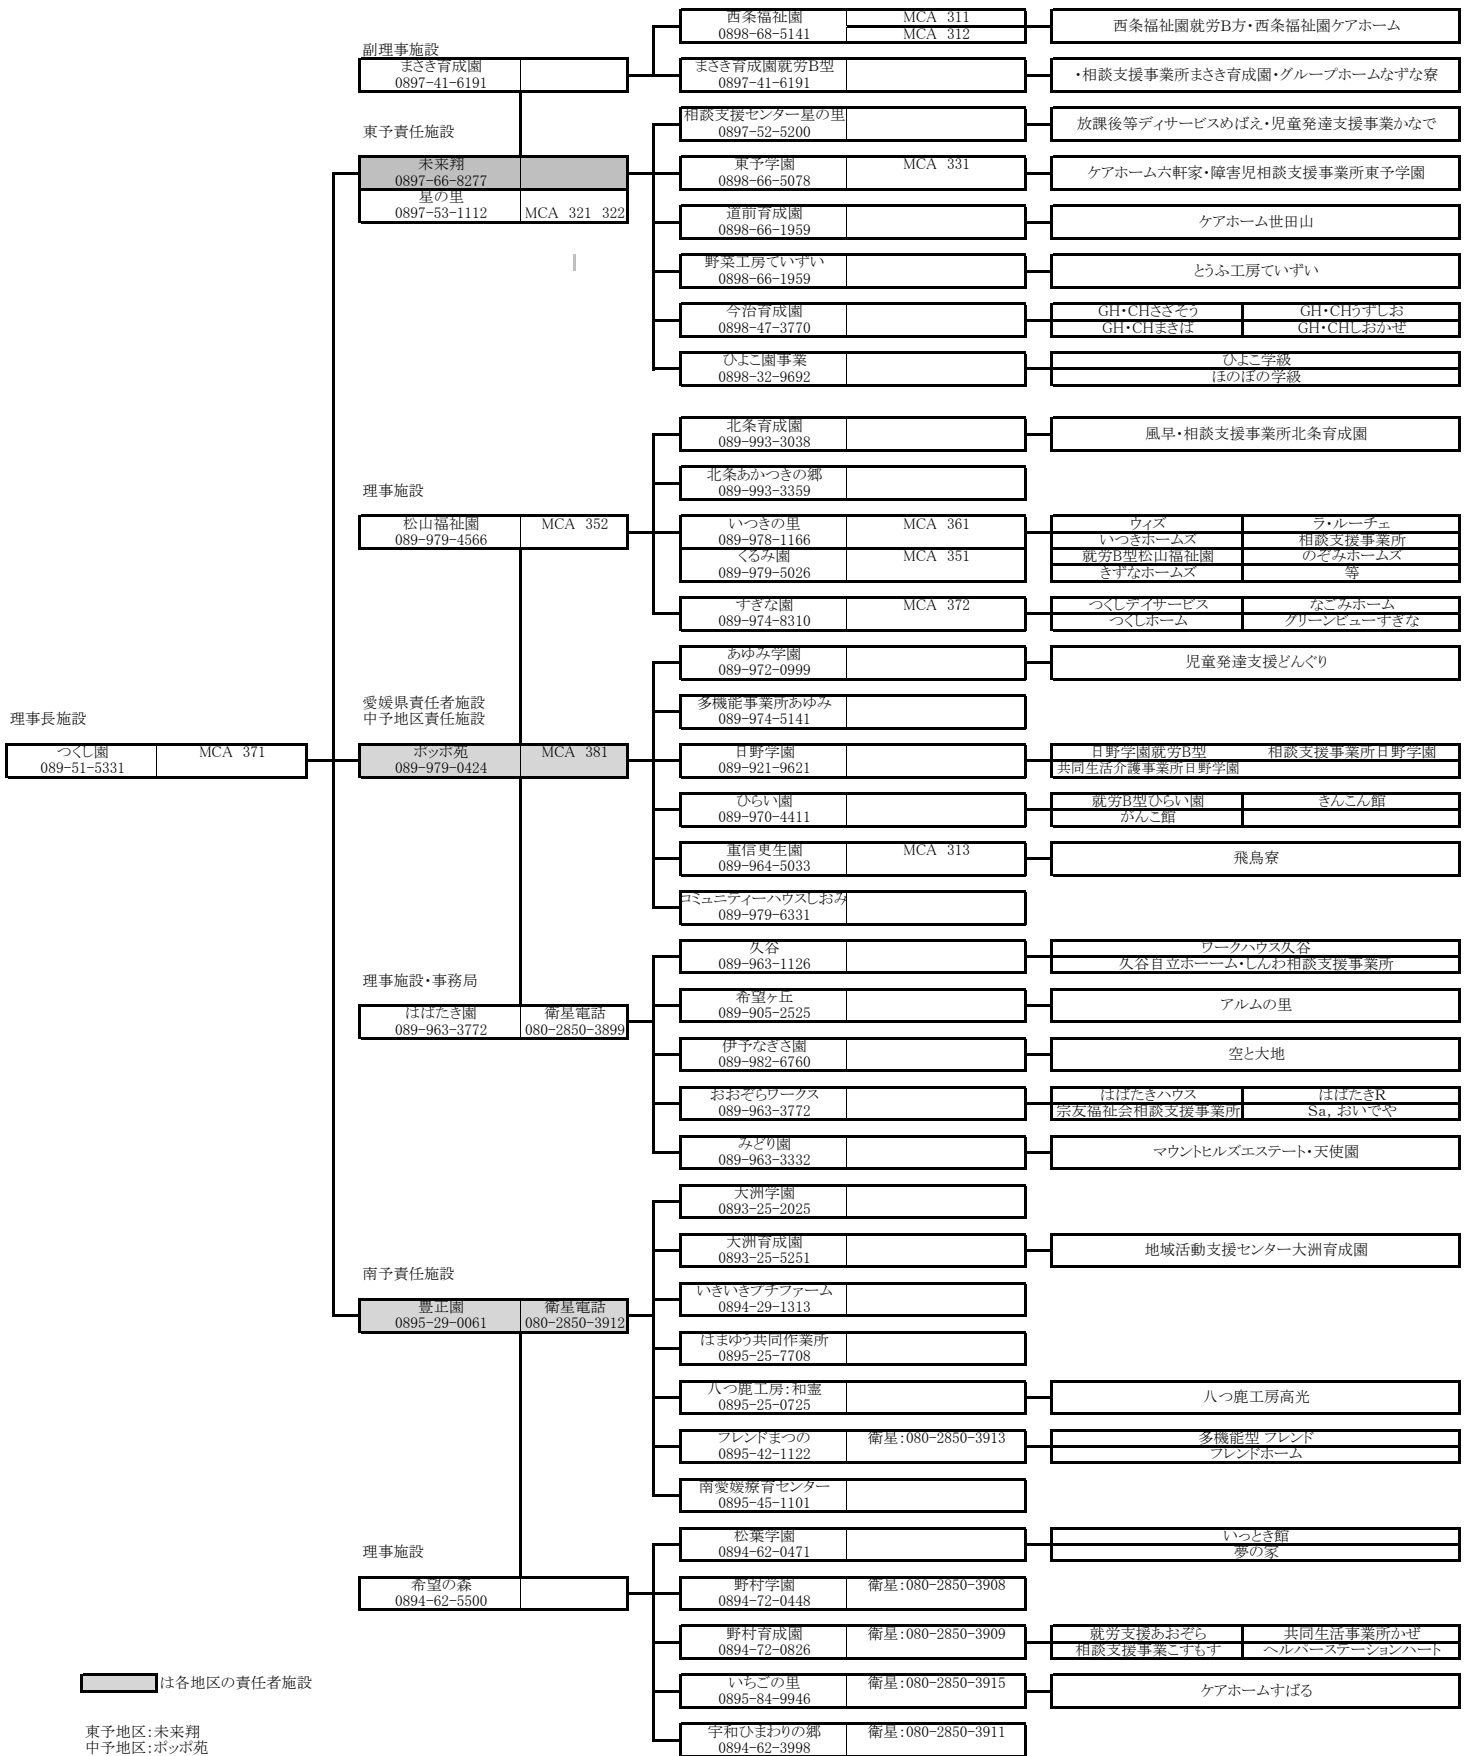 理事長施設
つくし園 MCA 371
089-51-5331
副理事施設
まさき育成園
0897-41-6191
東予責任施設
未来翔
0897-66-8277
星の里
0897-53-1112 MCA 321 322
理事施設
松山福祉園 MCA 352
089-979-4566
愛媛県責任者施設
中予地区責任施設
ポッポ苑 MCA 381
089-979-0424
理事施設・事務局
はばたき園 衛星電話
089-963-3772 080-2850-3899
南予責任施設
豊正園 衛星電話
0895-29-0061 080-2850-3912
理事施設
希望の森
0894-62-5500
西条福祉園 MCA 311
0898-68-5141 MCA 312
西条福祉園就労B方・西条福祉園ケアホーム
まさき育成園就労B型
0897-41-6191
・相談支援事業所まさき育成園・グループホームなずな寮
相談支援センター星の里
0897-52-5200
放課後等ディサービスめばえ・児童発達支援事業かなで
東予学園 MCA 331
0898-66-5078
ケアホーム六軒家・障害児相談支援事業所東予学園
道前育成園
0898-66-1959
ケアホーム世田山
野菜工房ていずい
0898-66-1959
とうふ工房ていずい
今治育成園
0898-47-3770
GH・CHさざそう GH・CHうずしお
GH・CHまきば GH・CHしおかぜ
ひよこ園事業
0898-32-9692
ひよこ学級
ほのぼの学級
北条育成園
089-993-3038
風早・相談支援事業所北条育成園
北条あかつきの郷
089-993-3359
いつきの里 MCA 361
089-978-1166
くるみ園 MCA 351
089-979-5026
ウィズ ラ・ルーチェ
いつきホームズ 相談支援事業所
就労B型松山福祉園 のぞみホームズ
きずなホームズ 等
すぎな園 MCA 372
089-974-8310
つくしデイサービス なごみホーム
つくしホーム グリーンビューすぎな
あゆみ学園
089-972-0999
児童発達支援どんぐり
多機能事業所あゆみ
089-974-5141
日野学園
089-921-9621
日野学園就労B型 相談支援事業所日野学園
共同生活介護事業所日野学園
ひらい園
089-970-4411
就労B型ひらい園 きんこん館
がんこ館
重信更生園 MCA 313
089-964-5033
飛鳥寮
コミュニティーハウスしおみ
089-979-6331
久谷
089-963-1126
ワークハウス久谷
久谷自立ホーーム・しんわ相談支援事業所
希望ヶ丘
089-905-2525
アルムの里
伊予なぎさ園
089-982-6760
空と大地
おおぞらワークス
089-963-3772
はばたきハウス はばたきR
宗友福祉会相談支援事業所 Sa, おいでや
みどり園
089-963-3332
マウントヒルズエステート・天使園
大洲学園
0893-25-2025
大洲育成園
0893-25-5251
地域活動支援センター大洲育成園
いきいきプチファーム
0894-29-1313
はまゆう共同作業所
0895-25-7708
八つ鹿工房:和霊
0895-25-0725
八つ鹿工房高光
フレンドまつの 衛星:080-2850-3913
0895-42-1122
多機能型 フレンド
フレンドホーム
南愛媛療育センター
0895-45-1101
松葉学園
0894-62-0471
いっとき館
夢の家
野村学園 衛星:080-2850-3908
0894-72-0448
野村育成園 衛星:080-2850-3909
0894-72-0826
就労支援あおぞら 共同生活事業所かぜ
相談支援事業こすもす ヘルパーステーションハート
いちごの里 衛星:080-2850-3915
0895-84-9946
ケアホームすばる
宇和ひまわりの郷 衛星:080-2850-3911
0894-62-3998
は各地区の責任者施設
東予地区:未来翔
中予地区:ポッポ苑